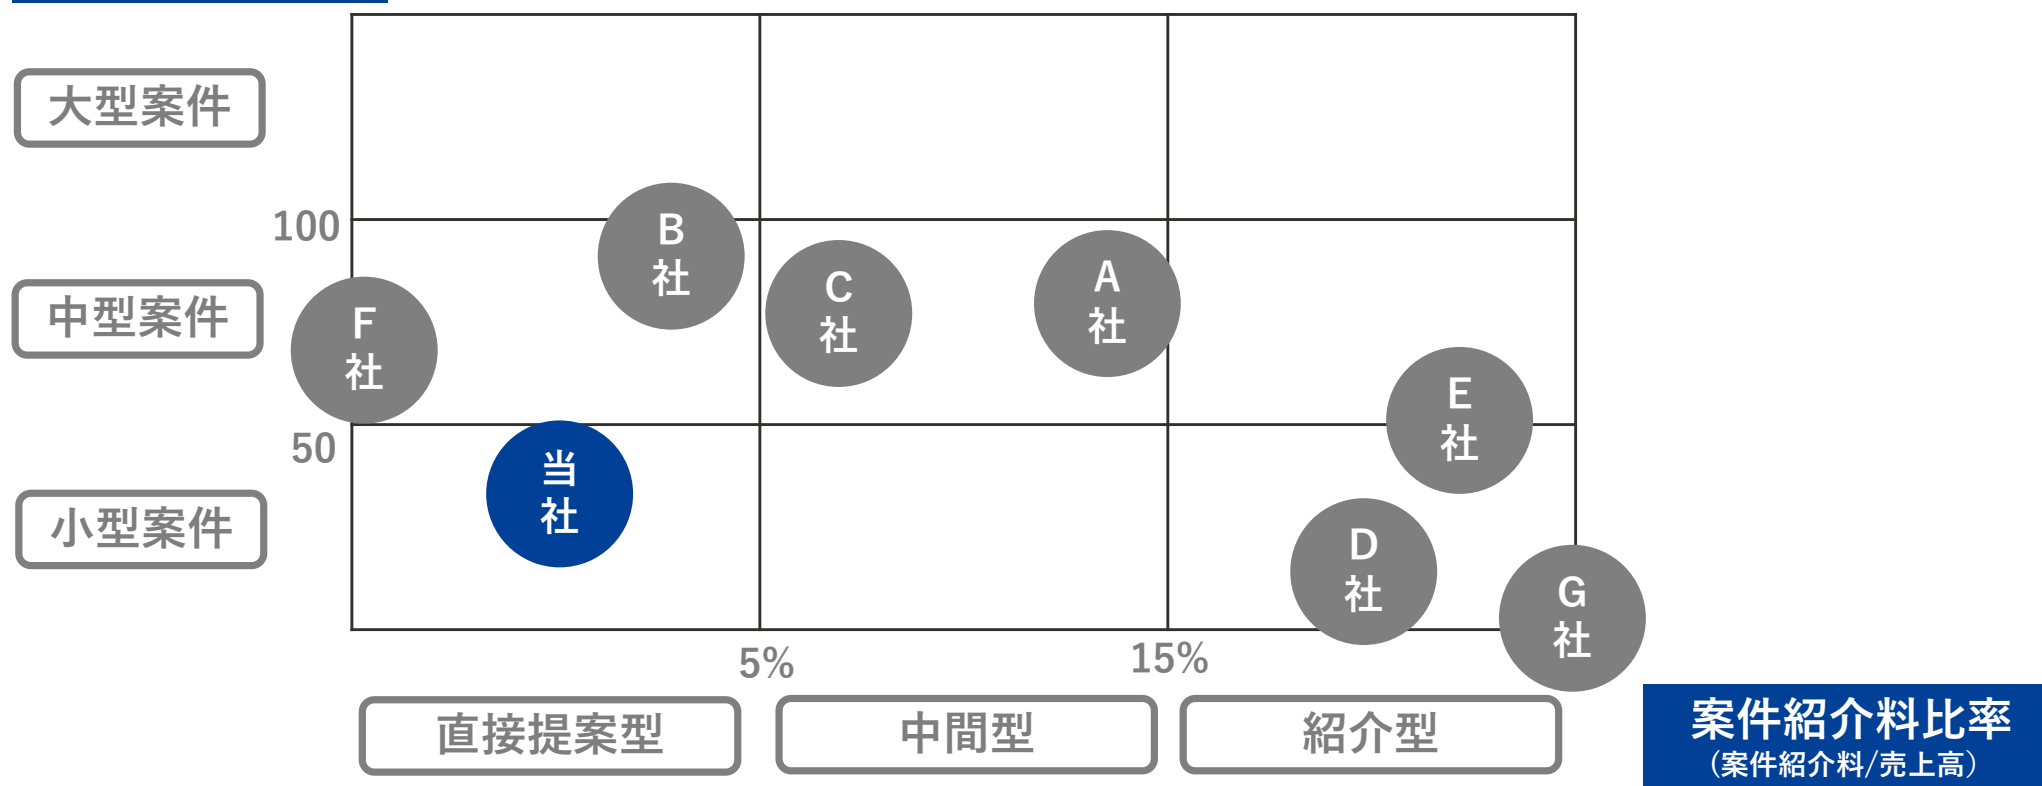 大型案件
100
B
社
C
社
A
社
中型案件
F
社
E
社
50
当
社
小型案件
D
社
G
社
5%
15%
直接提案型
中間型
紹介型
案件紹介料比率
（案件紹介料/売上高）